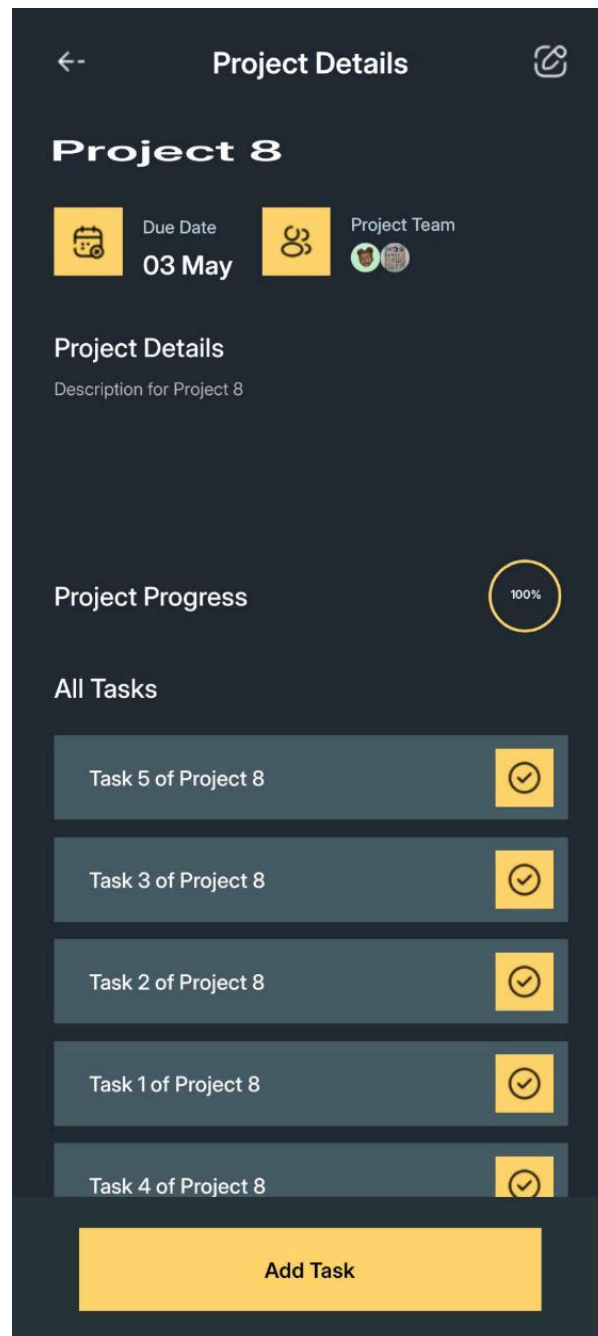 Project Details
Project 8
Due Date
03 May
Project Team
Project Details
Description for Project 8
Project Progress
100%
All Tasks
Task 5 of Project 8
Task 3 of Project 8
Task 2 of Project 8
Task 1 of Project 8
Task 4 of Project 8
Add Task